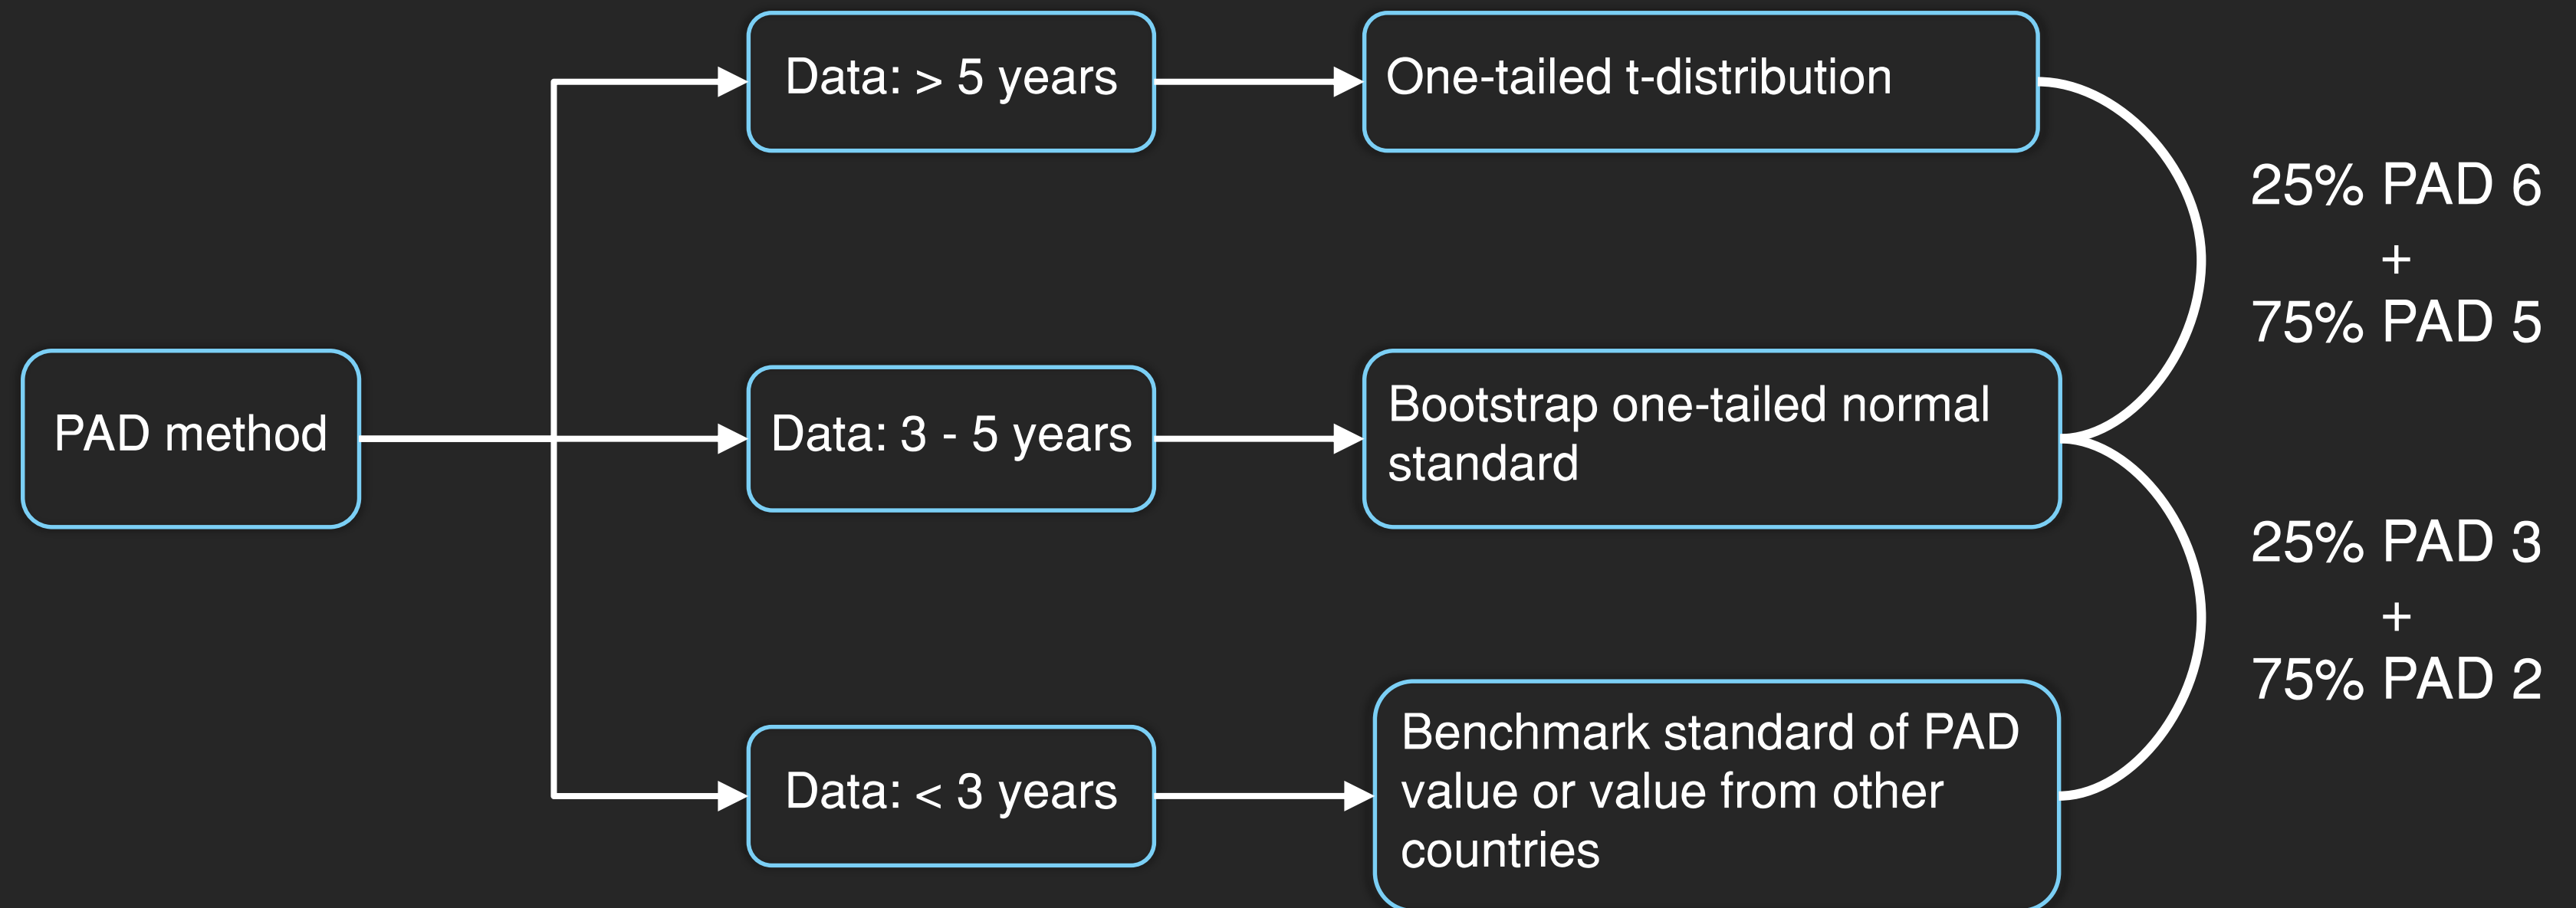 PAD method
Data: > 5 years
One-tailed t-distribution
Data: 3 - 5 years
Bootstrap one-tailed normal
standard
Data: < 3 years
Benchmark standard of PAD
value or value from other
countries
25% PAD 6
+
75% PAD 5
25% PAD 3
+
75% PAD 2